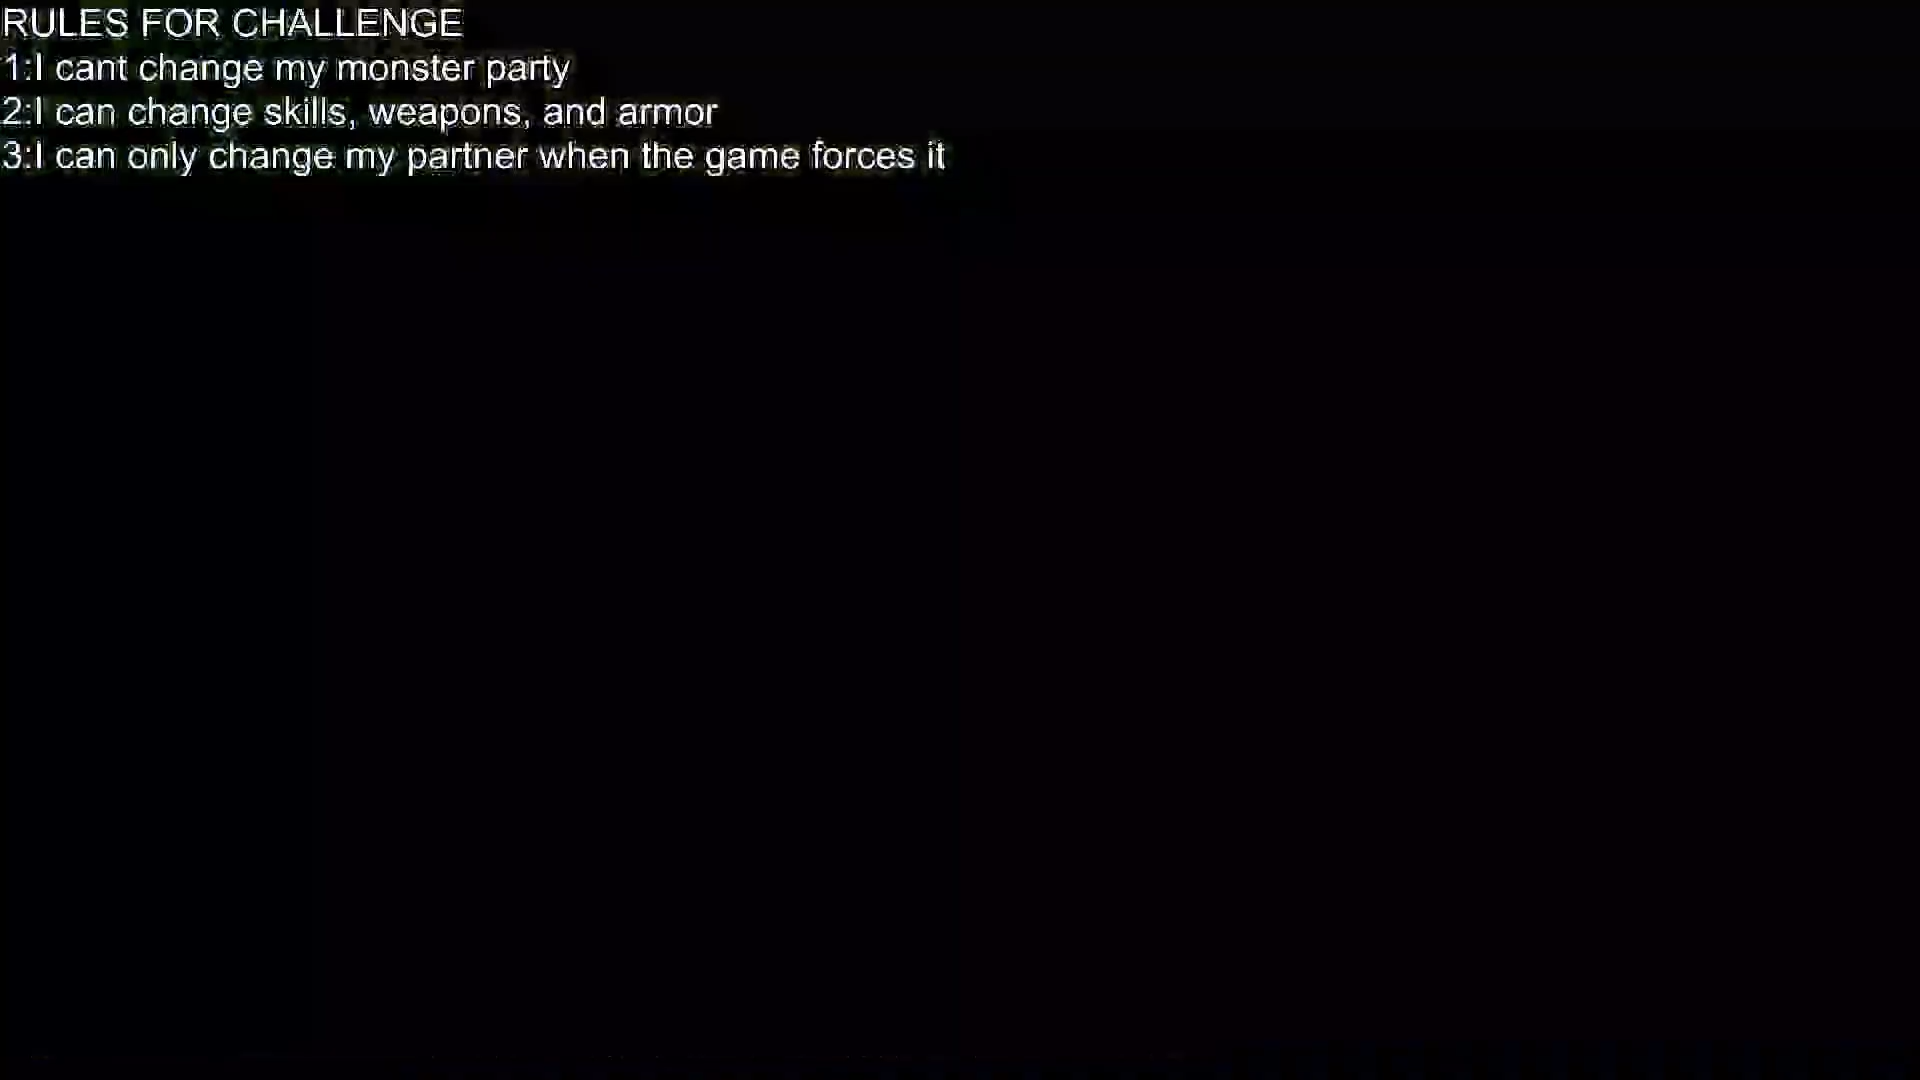 RULES FOR CHALLENGE
1:I cant change my monster party
2:I can change skills, weapons, and armor
3:I can only change my partner when the game forces it